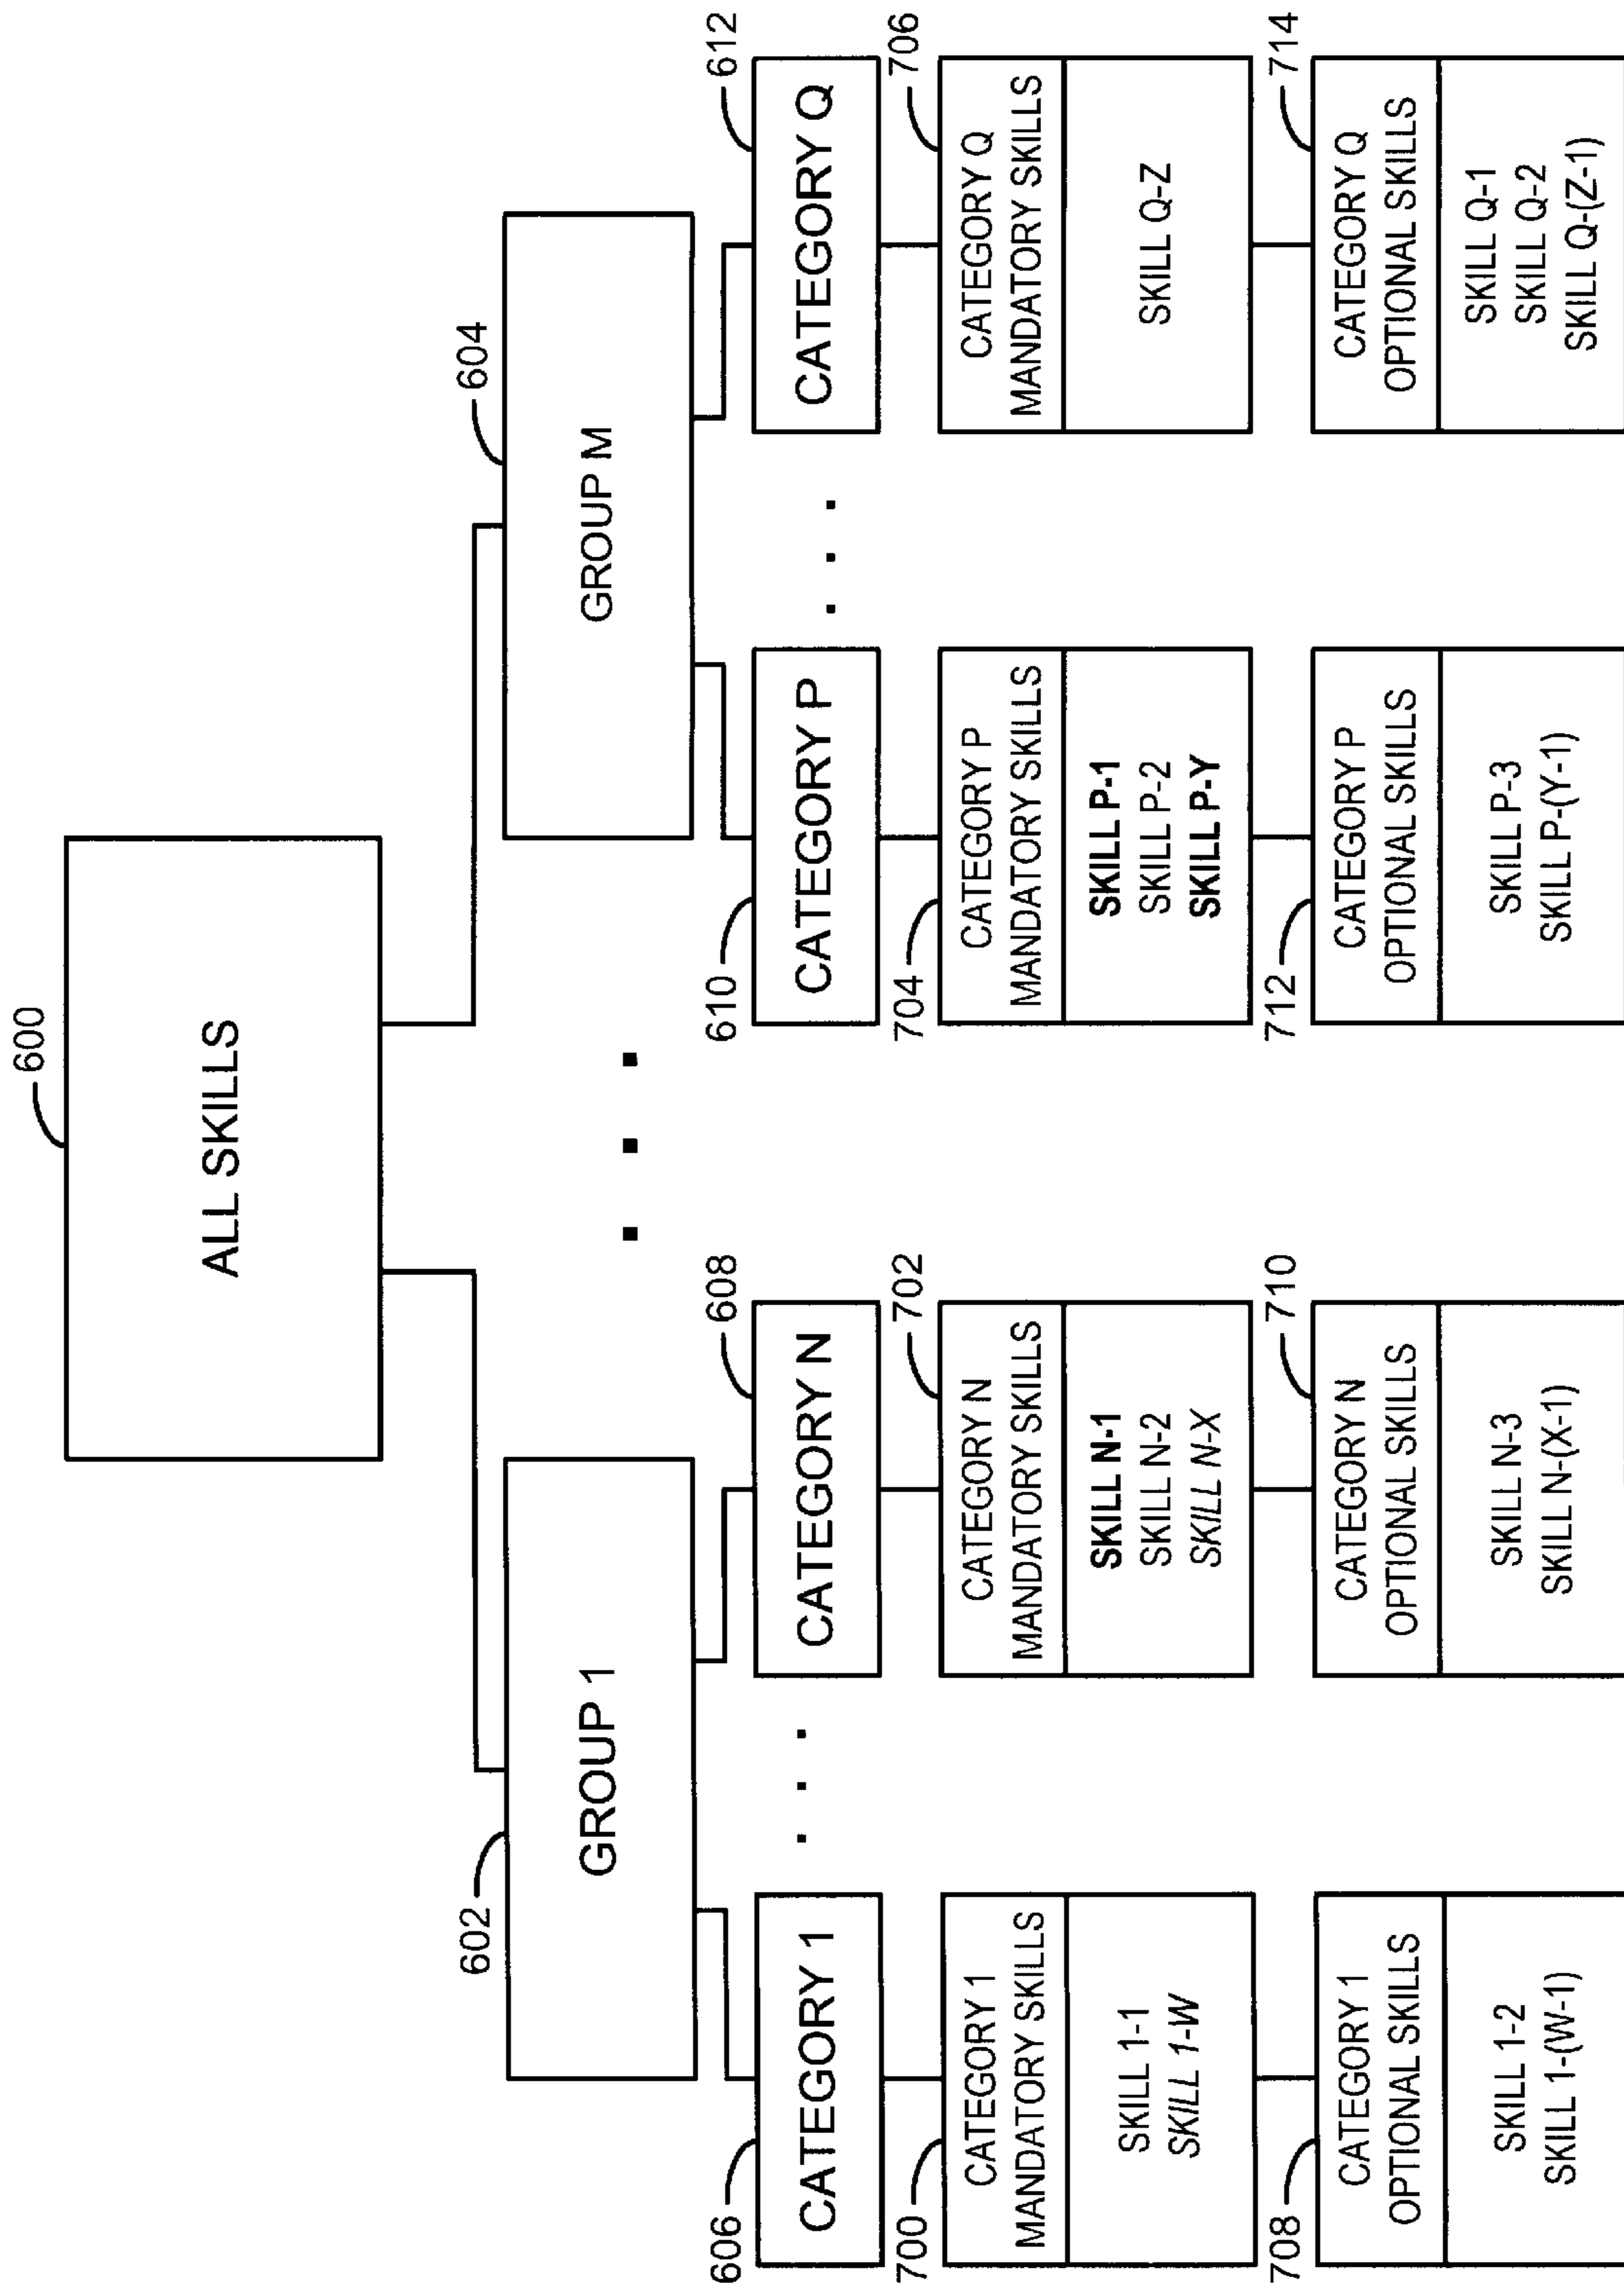 600
ALL SKILLS
602
GROUP 1
604
GROUP M
606
CATEGORY 1
608
CATEGORY N
610
CATEGORY P
612
CATEGORY Q
700
CATEGORY 1
MANDATORY SKILLS
SKILL 1-1
SKILL 1-W
702
CATEGORY N
MANDATORY SKILLS
SKILL N-1
SKILL N-2
SKILL N-X
704
CATEGORY P
MANDATORY SKILLS
SKILL P-1
SKILL P-2
SKILL P-Y
706
CATEGORY Q
MANDATORY SKILLS
SKILL Q-Z
708
CATEGORY 1
OPTIONAL SKILLS
SKILL 1-2
SKILL 1-(W-1)
710
CATEGORY N
OPTIONAL SKILLS
SKILL N-3
SKILL N-(X-1)
712
CATEGORY P
OPTIONAL SKILLS
SKILL P-3
SKILL P-(Y-1)
714
CATEGORY Q
OPTIONAL SKILLS
SKILL Q-1
SKILL Q-2
SKILL Q-(Z-1)